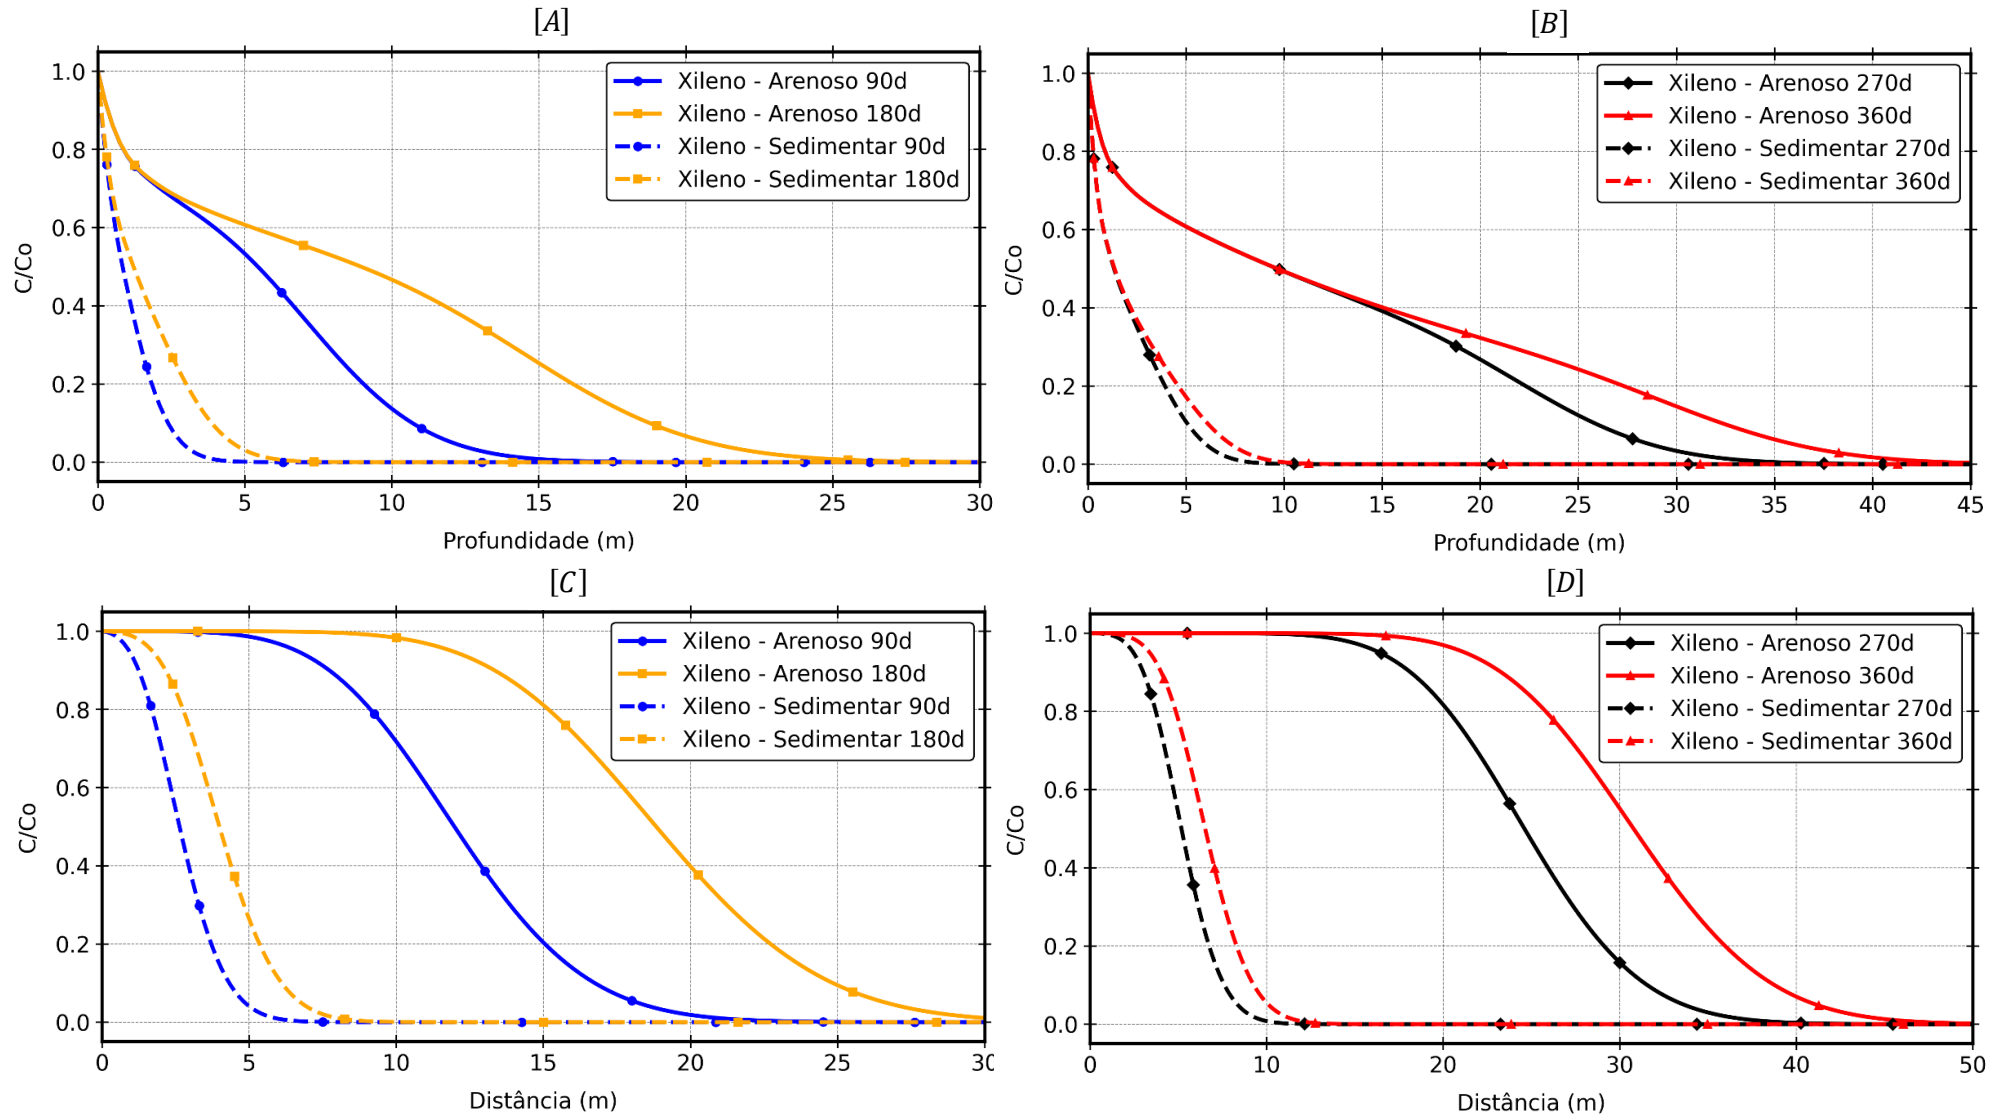 [A]
1.0
0.8
0.6
0.4
0.2
0.0
C/Co
Xileno - Arenoso 90d
Xileno - Arenoso 180d
Xileno - Sedimentar 90d
Xileno - Sedimentar 180d
0 5 10 15 20 25 30
Profundidade (m)
[B]
1.0
0.8
0.6
0.4
0.2
0.0
C/Co
Xileno - Arenoso 270d
Xileno - Arenoso 360d
Xileno - Sedimentar 270d
Xileno - Sedimentar 360d
0 5 10 15 20 25 30 35 40 45
Profundidade (m)
[C]
1.0
0.8
0.6
0.4
0.2
0.0
C/Co
Xileno - Arenoso 90d
Xileno - Arenoso 180d
Xileno - Sedimentar 90d
Xileno - Sedimentar 180d
0 5 10 15 20 25 30
Distância (m)
[D]
1.0
0.8
0.6
0.4
0.2
0.0
C/Co
Xileno - Arenoso 270d
Xileno - Arenoso 360d
Xileno - Sedimentar 270d
Xileno - Sedimentar 360d
0 10 20 30 40 50
Distância (m)